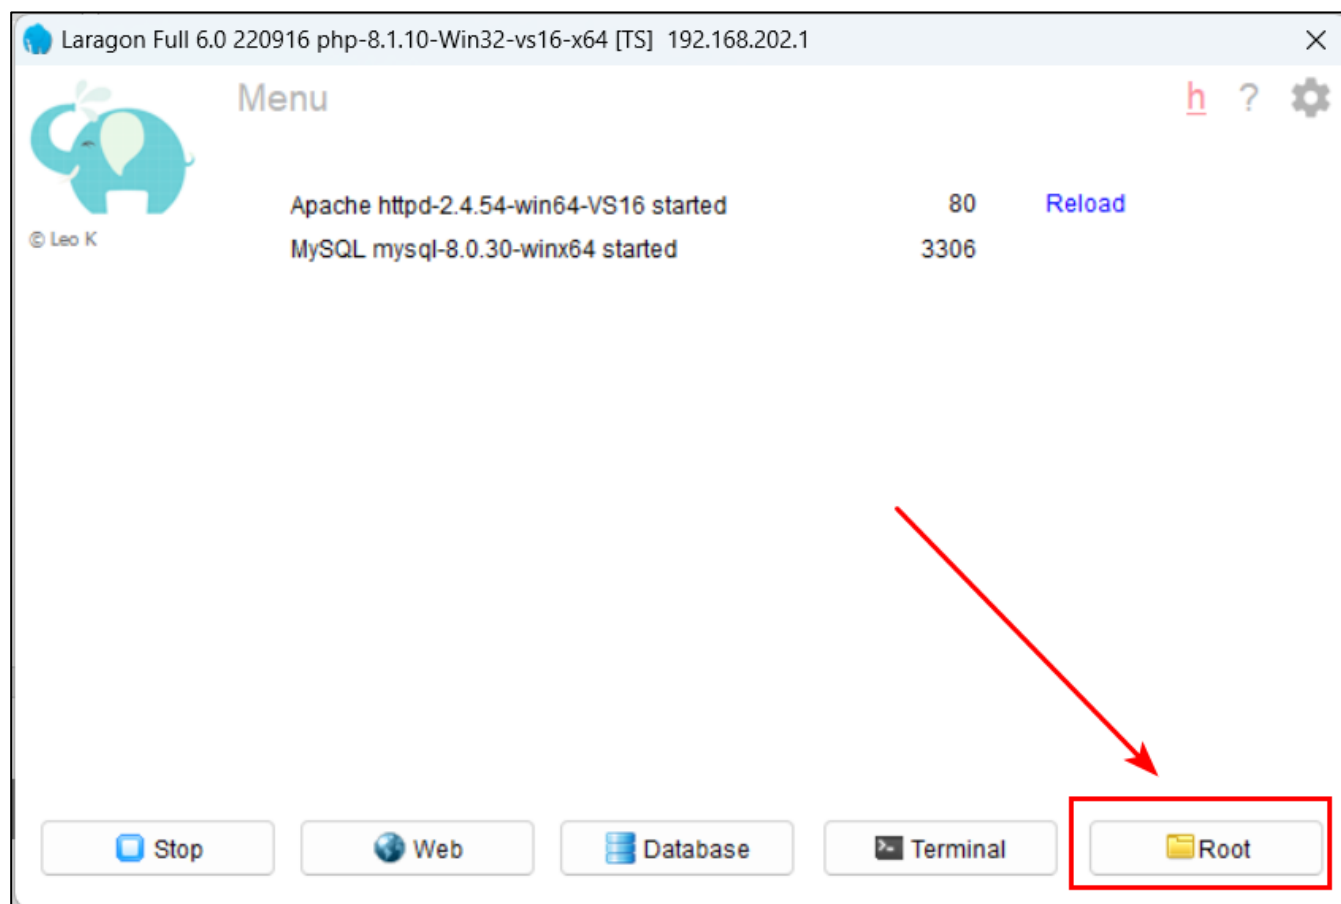 Laragon Full 6.0 220916 php-8.1.10-Win32-vs16-x64 [TS] 192.168.202.1
Menu
h ?
Apache httpd-2.4.54-win64-VS16 started 80 Reload
© Leo K
MySQL mysql-8.0.30-winx64 started 3306
Stop Web Database Terminal Root